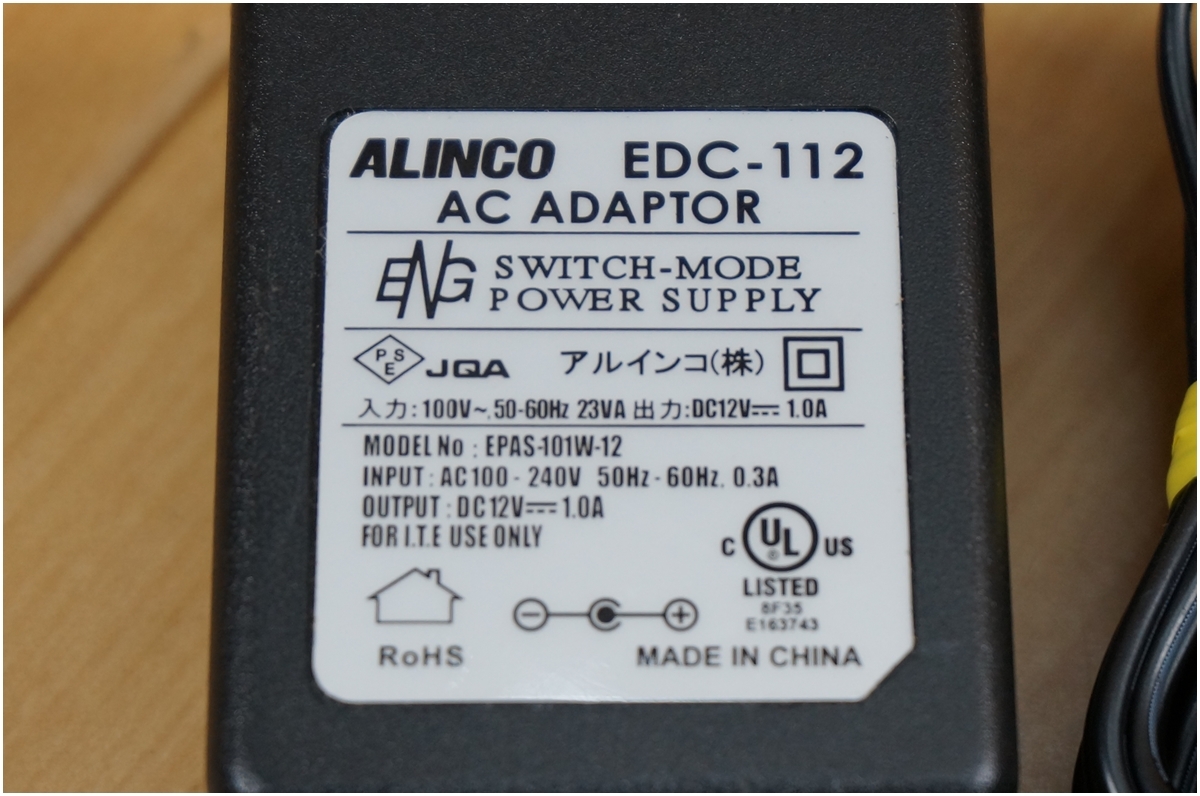 ALINCO EDC-112
AC ADAPTOR
ENG SWITCH-MODE
POWER SUPPLY
PSE JQA アルインコ(株)
入力:100V~.50-60Hz 23VA 出力:DC12V⎓1.0A
MODEL No : EPAS-101W-12
INPUT : AC100 - 240V 50Hz - 60Hz. 0.3A
OUTPUT : DC12V⎓1.0A
FOR I.T.E USE ONLY
C UL® US
LISTED
8F35
E163743
RoHS
MADE IN CHINA